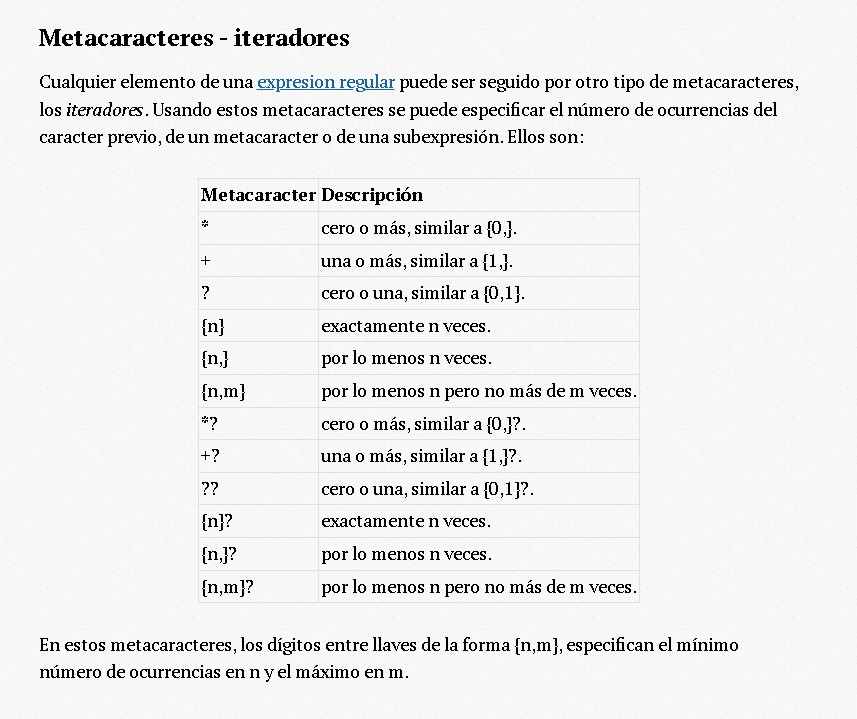 Metacaracteres - iteradores
Cualquier elemento de una expresion regular puede ser seguido por otro tipo de metacaracteres,
los iteradores. Usando estos metacaracteres se puede especificar el número de ocurrencias del
caracter previo, de un metacaracter o de una subexpresión. Ellos son:
Metacaracter Descripción
* cero o más, similar a {0,}.
+ una o más, similar a {1,}.
? cero o una, similar a {0,1}.
{n} exactamente n veces.
{n,} por lo menos n veces.
{n,m} por lo menos n pero no más de m veces.
*? cero o más, similar a {0,}?.
+? una o más, similar a {1,}?.
?? cero o una, similar a {0,1}?.
{n}? exactamente n veces.
{n,}? por lo menos n veces.
{n,m}? por lo menos n pero no más de m veces.
En estos metacaracteres, los dígitos entre llaves de la forma {n,m}, especifican el mínimo
número de ocurrencias en n y el máximo en m.